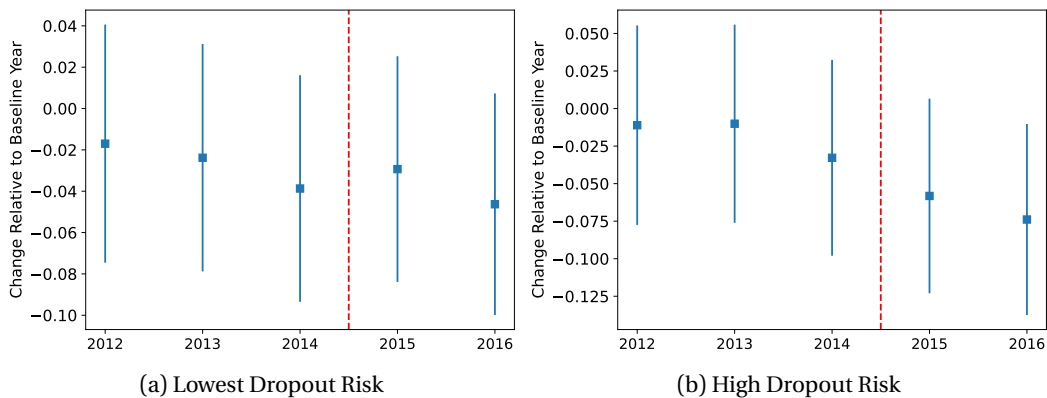 Change Relative to Baseline Year
0.04
0.02
0.00
−0.02
−0.04
−0.06
−0.08
−0.10
2012 2013 2014 2015 2016
(a) Lowest Dropout Risk
Change Relative to Baseline Year
0.050
0.025
0.000
−0.025
−0.050
−0.075
−0.100
−0.125
2012 2013 2014 2015 2016
(b) High Dropout Risk